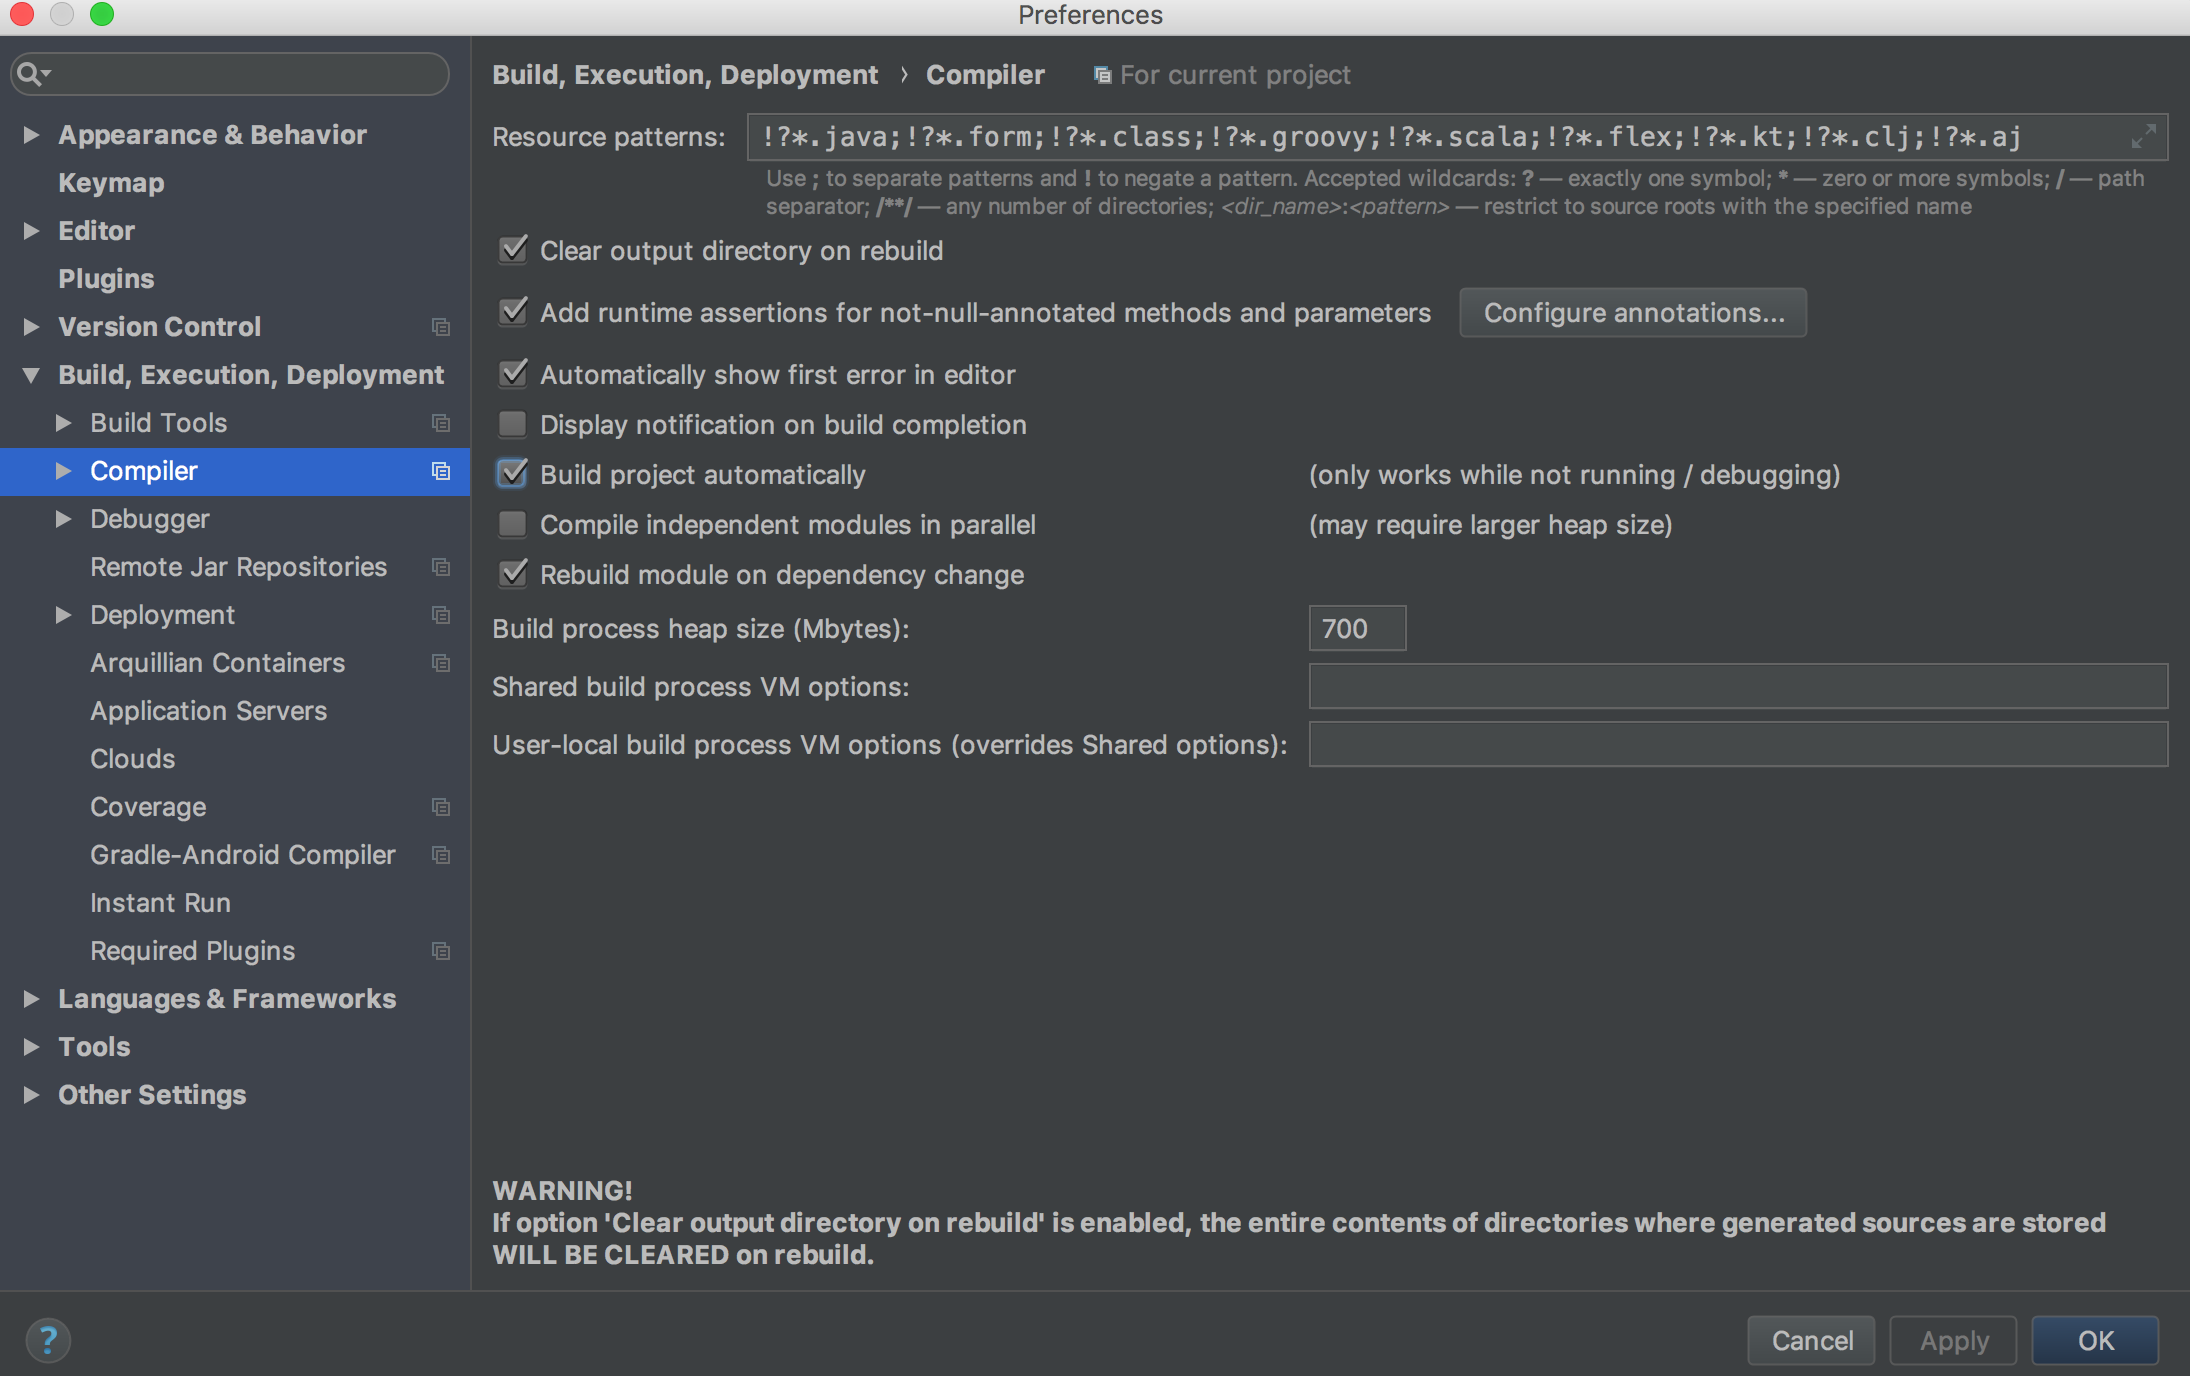 Preferences
Appearance & Behavior
Keymap
Editor
Plugins
Version Control
Build, Execution, Deployment
Build Tools
Compiler
Debugger
Remote Jar Repositories
Deployment
Arquillian Containers
Application Servers
Clouds
Coverage
Gradle-Android Compiler
Instant Run
Required Plugins
Languages & Frameworks
Tools
Other Settings
Build, Execution, Deployment › Compiler For current project
Resource patterns: !?*.java;!?*.form;!?*.class;!?*.groovy;!?*.scala;!?*.flex;!?*.kt;!?*.clj;!?*.aj
Use ; to separate patterns and ! to negate a pattern. Accepted wildcards: ? — exactly one symbol; * — zero or more symbols; / — path
separator; /**/ — any number of directories; <dir_name>:<pattern> — restrict to source roots with the specified name
Clear output directory on rebuild
Add runtime assertions for not-null-annotated methods and parameters Configure annotations...
Automatically show first error in editor
Display notification on build completion
Build project automatically (only works while not running / debugging)
Compile independent modules in parallel (may require larger heap size)
Rebuild module on dependency change
Build process heap size (Mbytes): 700
Shared build process VM options:
User-local build process VM options (overrides Shared options):
WARNING!
If option 'Clear output directory on rebuild' is enabled, the entire contents of directories where generated sources are stored
WILL BE CLEARED on rebuild.
? Cancel Apply OK